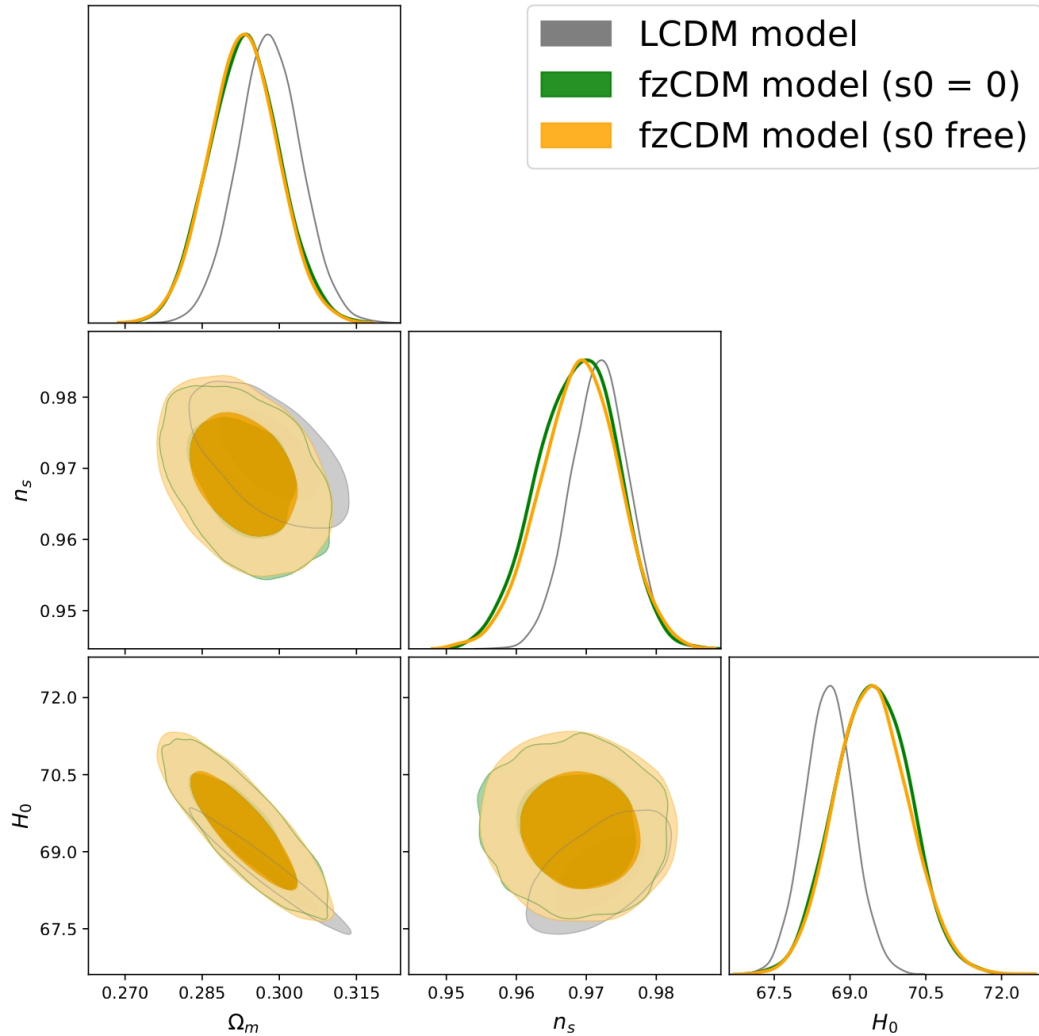 LCDM model
fzCDM model (s0 = 0)
fzCDM model (s0 free)
0.98
0.97
0.96
0.95
n_s
72.0
70.5
69.0
67.5
H_0
0.270 0.285 0.300 0.315
Ω_m
0.95 0.96 0.97 0.98
n_s
67.5 69.0 70.5 72.0
H_0